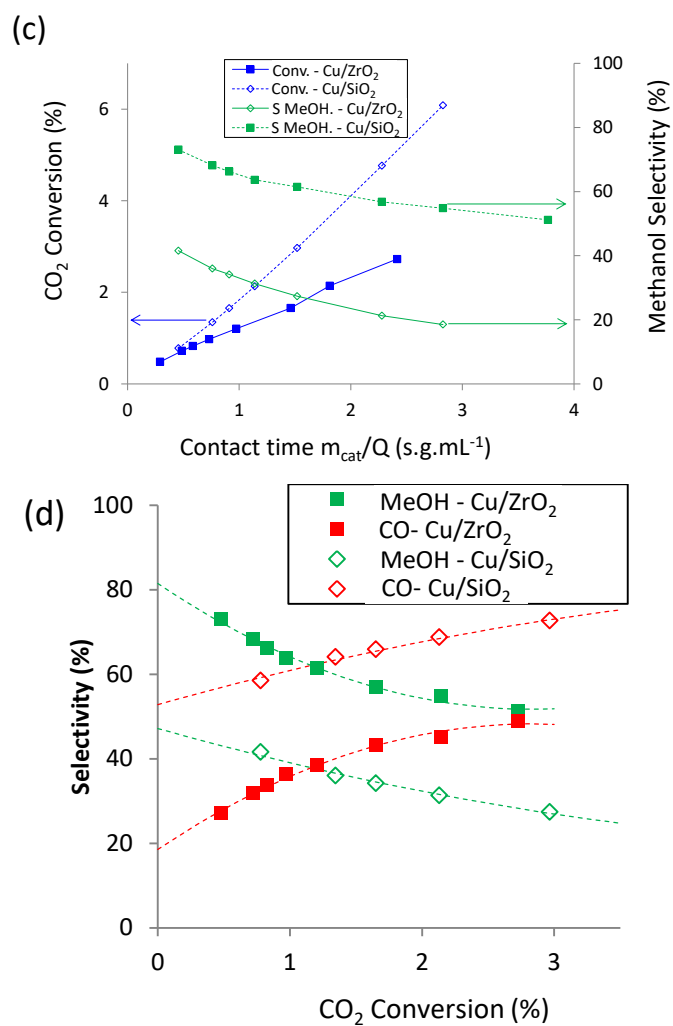 (c)
Conv. - Cu/ZrO₂
Conv. - Cu/SiO₂
S MeOH. - Cu/ZrO₂
S MeOH. - Cu/SiO₂
CO₂ Conversion (%)
6
4
2
0
100
80
60
40
20
0
Methanol Selectivity (%)
0 1 2 3 4
Contact time m_cat/Q (s.g.mL⁻¹)
(d)
MeOH - Cu/ZrO₂
CO- Cu/ZrO₂
MeOH - Cu/SiO₂
CO- Cu/SiO₂
Selectivity (%)
100
80
60
40
20
0
0 1 2 3
CO₂ Conversion (%)